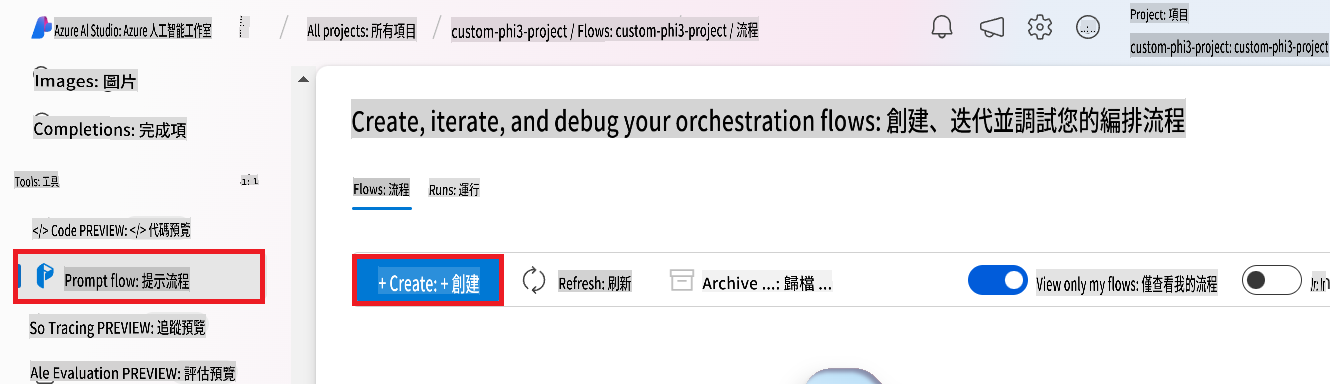 Azure AI Studio: Azure 人工智能工作室
All projects: 所有項目
custom-phi3-project / Flows: custom-phi3-project / 流程
Project: 項目
custom-phi3-project: custom-phi3-project
Images: 圖片
Completions: 完成項
Tools: 工具
</> Code PREVIEW: </> 代碼預覽
Prompt flow: 提示流程
So Tracing PREVIEW: 追蹤預覽
Ale Evaluation PREVIEW: 評估預覽
Create, iterate, and debug your orchestration flows: 創建、迭代並調試您的編排流程
Flows: 流程
Runs: 運行
+ Create: + 創建
Refresh: 刷新
Archive ...: 歸檔 ...
View only my flows: 僅查看我的流程